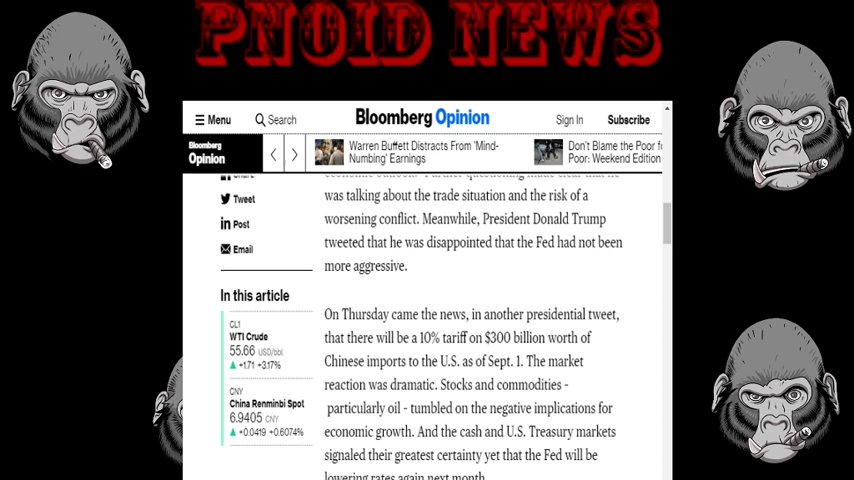 PNOID NEWS
Menu
Search
Bloomberg Opinion
Sign In
Subscribe
Bloomberg
Opinion
Warren Buffett Distracts From 'Mind-
Numbing' Earnings
Don't Blame the Poor f
Poor: Weekend Edition
was talking about the trade situation and the risk of a
worsening conflict. Meanwhile, President Donald Trump
tweeted that he was disappointed that the Fed had not been
more aggressive.
Tweet
Post
Email
In this article
CL1
WTI Crude
55.66 USD/bbl.
+1.71 +3.17%
CNY
China Renminbi Spot
6.9405 CNY
+0.0419 +0.6074%
On Thursday came the news, in another presidential tweet,
that there will be a 10% tariff on $300 billion worth of
Chinese imports to the U.S. as of Sept. 1. The market
reaction was dramatic. Stocks and commodities -
particularly oil - tumbled on the negative implications for
economic growth. And the cash and U.S. Treasury markets
signaled their greatest certainty yet that the Fed will be
lowering rates again next month.